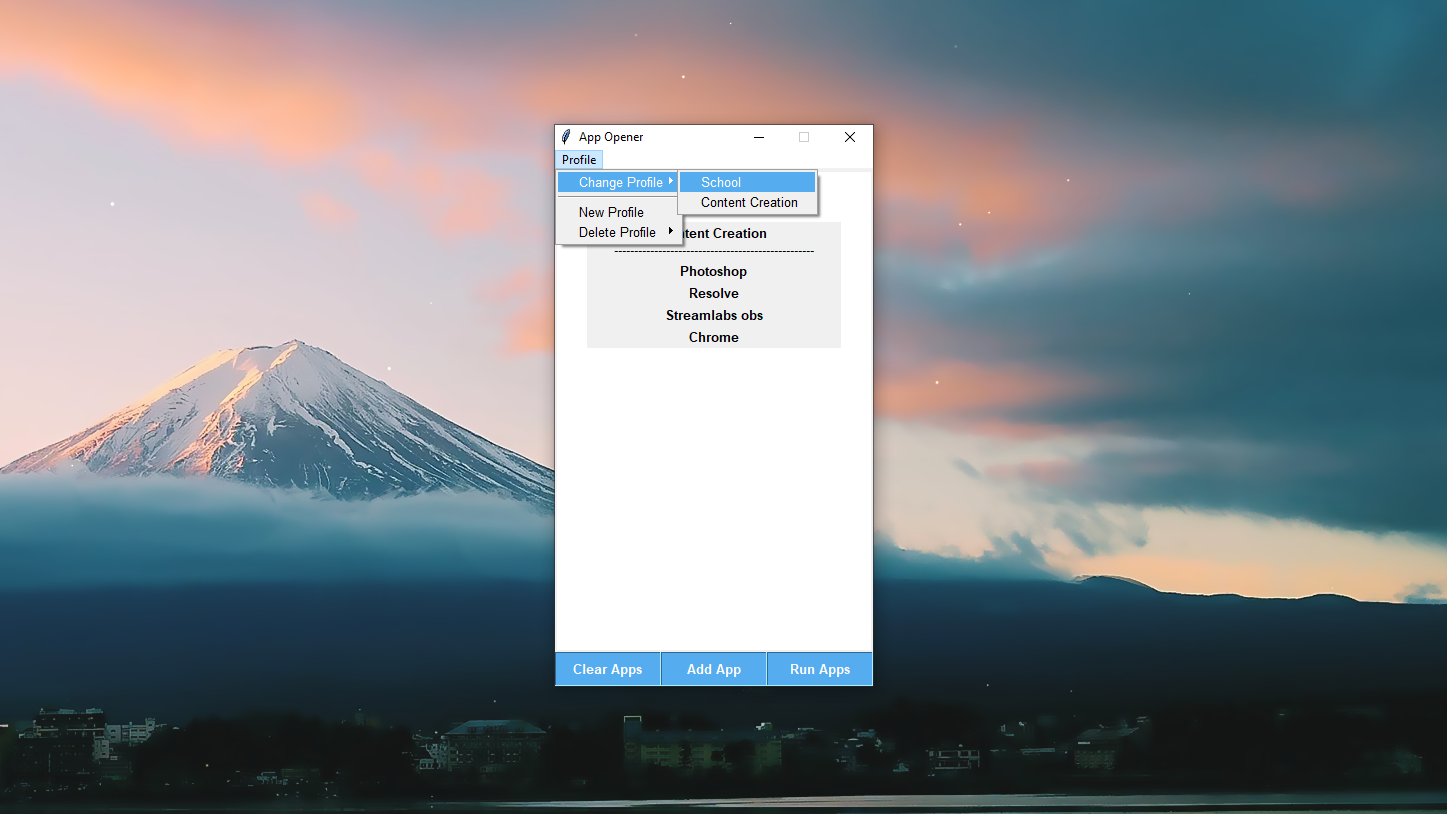 App Opener
Profile
Change Profile
School
New Profile
Content Creation
Delete Profile
tent Creation
--------------------------------------------------
Photoshop
Resolve
Streamlabs obs
Chrome
Clear Apps
Add App
Run Apps